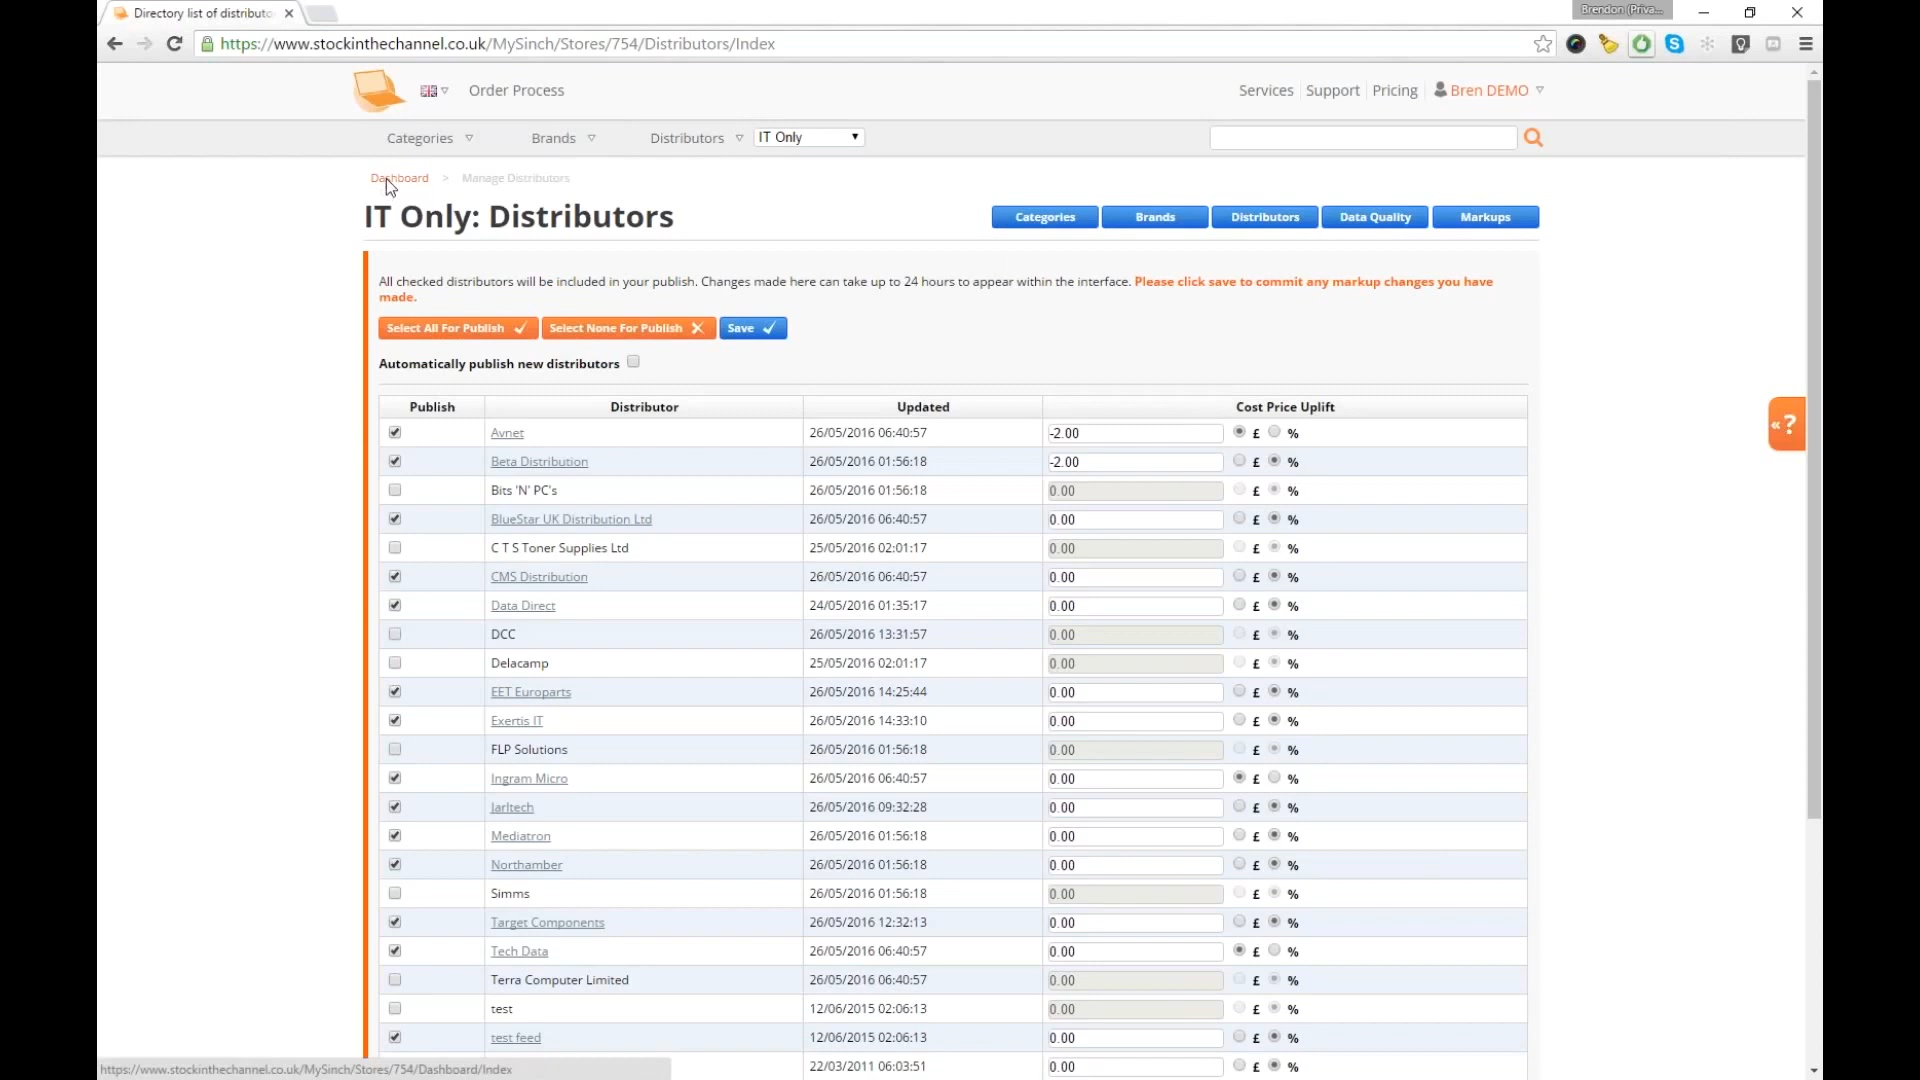 Directory list of distributo
Brendon (Priva...
https://www.stockinthechannel.co.uk/MySinch/Stores/754/Distributors/Index
Order Process
Services Support Pricing Bren DEMO
Categories Brands Distributors IT Only
Dashboard > Manage Distributors
IT Only: Distributors
Categories Brands Distributors Data Quality Markups
All checked distributors will be included in your publish. Changes made here can take up to 24 hours to appear within the interface. Please click save to commit any markup changes you have
made.
Select All For Publish Select None For Publish Save
Automatically publish new distributors
Publish Distributor Updated Cost Price Uplift
Avnet 26/05/2016 06:40:57 -2.00 £ %
« ?
Beta Distribution 26/05/2016 01:56:18 -2.00 £ %
Bits 'N' PC's 26/05/2016 01:56:18 0.00 £ %
BlueStar UK Distribution Ltd 26/05/2016 06:40:57 0.00 £ %
C T S Toner Supplies Ltd 25/05/2016 02:01:17 0.00 £ %
CMS Distribution 26/05/2016 06:40:57 0.00 £ %
Data Direct 24/05/2016 01:35:17 0.00 £ %
DCC 26/05/2016 13:31:57 0.00 £ %
Delacamp 25/05/2016 02:01:17 0.00 £ %
EET Europarts 26/05/2016 14:25:44 0.00 £ %
Exertis IT 26/05/2016 14:33:10 0.00 £ %
FLP Solutions 26/05/2016 01:56:18 0.00 £ %
Ingram Micro 26/05/2016 06:40:57 0.00 £ %
Jarltech 26/05/2016 09:32:28 0.00 £ %
Mediatron 26/05/2016 01:56:18 0.00 £ %
Northamber 26/05/2016 01:56:18 0.00 £ %
Simms 26/05/2016 01:56:18 0.00 £ %
Target Components 26/05/2016 12:32:13 0.00 £ %
Tech Data 26/05/2016 06:40:57 0.00 £ %
Terra Computer Limited 26/05/2016 06:40:57 0.00 £ %
test 12/06/2015 02:06:13 0.00 £ %
test feed 12/06/2015 02:06:13 0.00 £ %
22/03/2011 06:03:51 0.00 £ %
https://www.stockinthechannel.co.uk/MySinch/Stores/754/Dashboard/Index